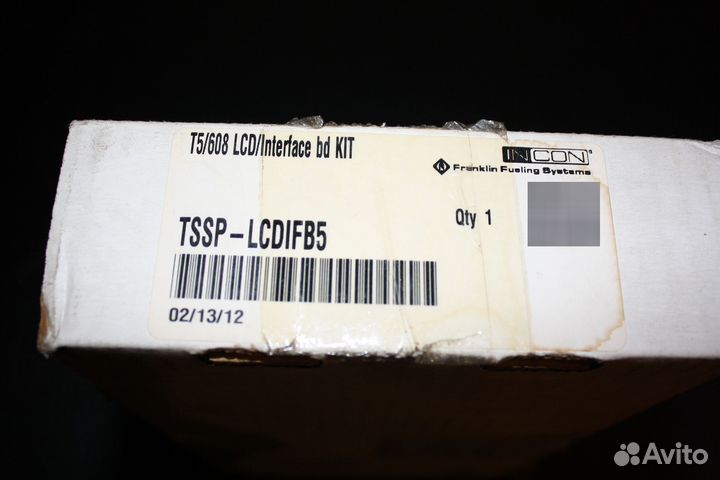 T5/608 LCD/Interface bd KIT
INCON®
Franklin Fueling Systems
TSSP-LCDIFB5
Qty 1
02/13/12
Avito